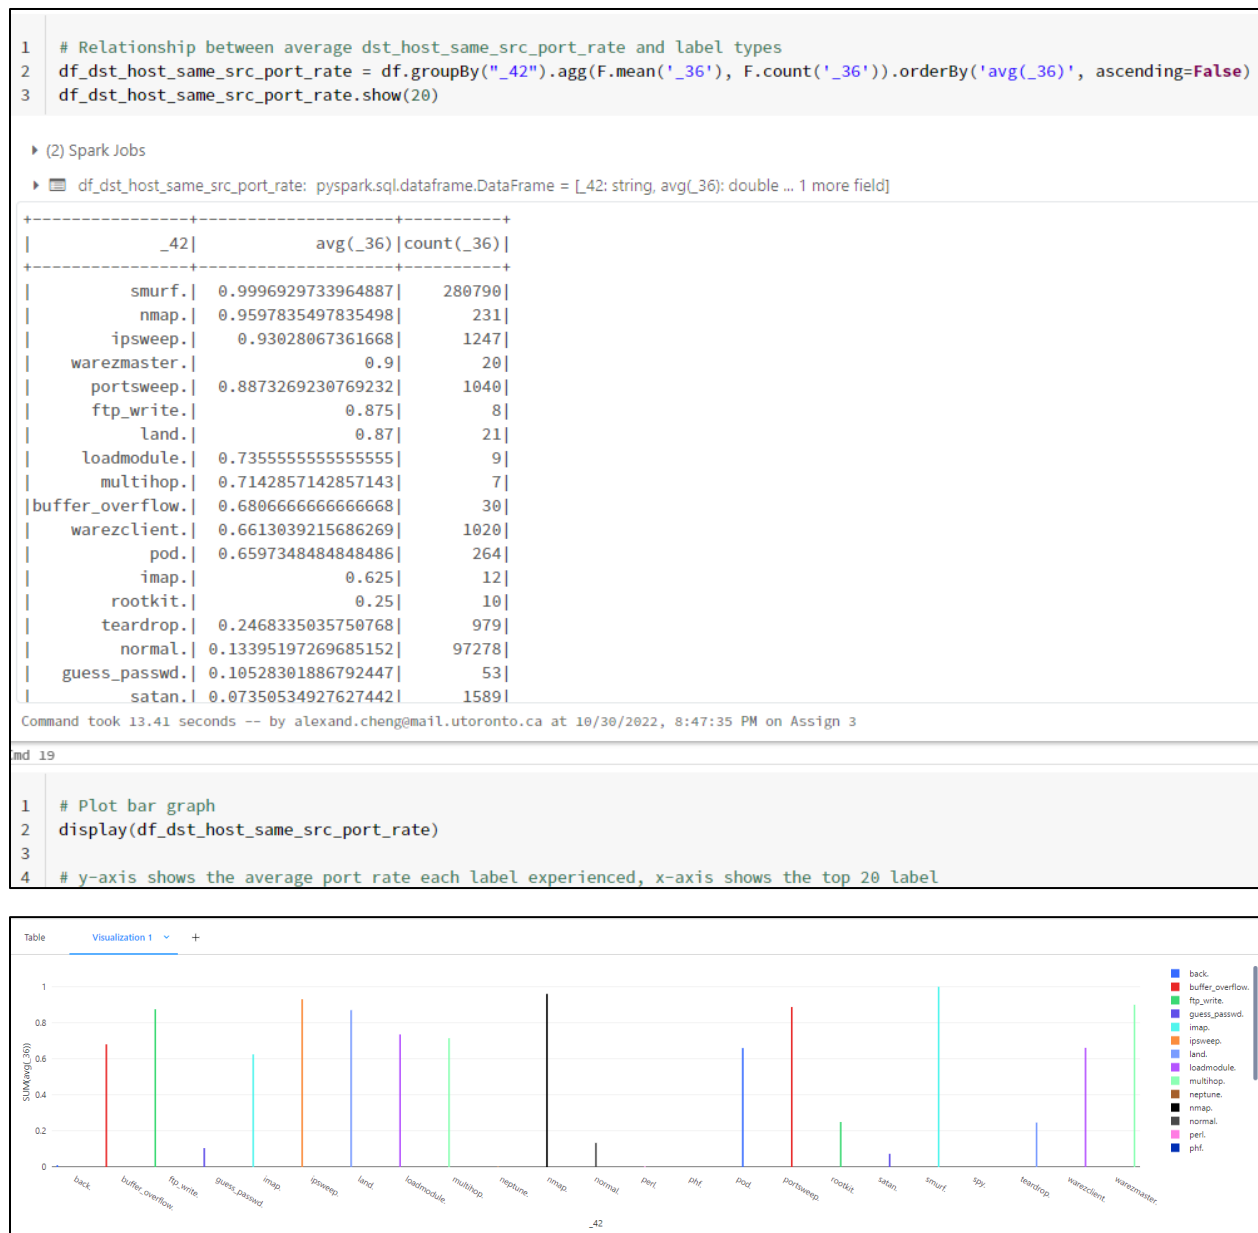 1 # Relationship between average dst_host_same_src_port_rate and label types
2 df_dst_host_same_src_port_rate = df.groupBy("_42").agg(F.mean('_36'), F.count('_36')).orderBy('avg(_36)', ascending=False)
3 df_dst_host_same_src_port_rate.show(20)
(2) Spark Jobs
df_dst_host_same_src_port_rate: pyspark.sql.dataframe.DataFrame = [_42: string, avg(_36): double ... 1 more field]
+----------------+-------------------+----------+
| _42| avg(_36)|count(_36)|
+----------------+-------------------+----------+
| smurf.| 0.9996929733964887| 280790|
| nmap.| 0.9597835497835498| 231|
| ipsweep.| 0.93028067361668| 1247|
| warezmaster.| 0.9| 20|
| portsweep.| 0.8873269230769232| 1040|
| ftp_write.| 0.875| 8|
| land.| 0.87| 21|
| loadmodule.| 0.7355555555555555| 9|
| multihop.| 0.7142857142857143| 7|
|buffer_overflow.| 0.6806666666666668| 30|
| warezclient.| 0.6613039215686269| 1020|
| pod.| 0.6597348484848486| 264|
| imap.| 0.625| 12|
| rootkit.| 0.25| 10|
| teardrop.| 0.2468335035750768| 979|
| normal.| 0.13395197269685152| 97278|
| guess_passwd.| 0.10528301886792447| 53|
| satan.| 0.07350534927627442| 1589|
Command took 13.41 seconds -- by alexand.cheng@mail.utoronto.ca at 10/30/2022, 8:47:35 PM on Assign 3
Cmd 19
1 # Plot bar graph
2 display(df_dst_host_same_src_port_rate)
3
4 # y-axis shows the average port rate each label experienced, x-axis shows the top 20 label
Table Visualization 1 +
SUM(avg(_36))
1
0.8
0.6
0.4
0.2
0
back. buffer_overflow. ftp_write. guess_passwd. imap. ipsweep. land. loadmodule. multihop. neptune. nmap. normal. perl. phf. pod. portsweep. rootkit. satan. smurf. spy. teardrop. warezclient. warezmaster.
_42
back.
buffer_overflow.
ftp_write.
guess_passwd.
imap.
ipsweep.
land.
loadmodule.
multihop.
neptune.
nmap.
normal.
perl.
phf.